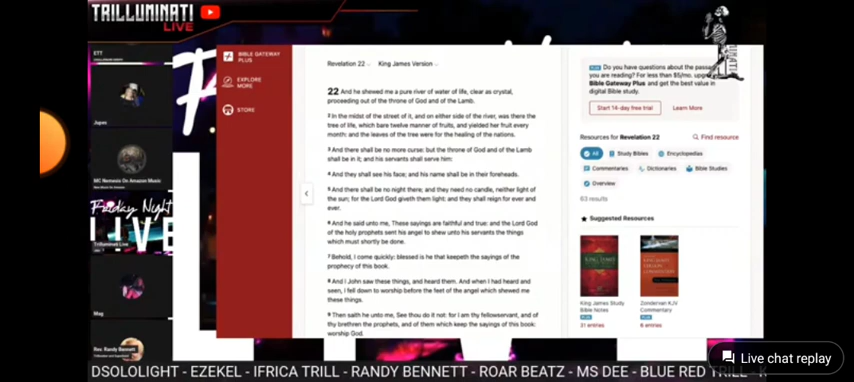 TRILLUMINATI
LIVE
ETT
Jupes
MC Nemesis On Amazon Music
Friday Night
LIVE
Trilluminati Live
Mag
Rev. Randy Bennett
BIBLE GATEWAY
PLUS
EXPLORE
MORE
STORE
Revelation 22
King James Version
22 And he shewed me a pure river of water of life, clear as crystal,
proceeding out of the throne of God and of the Lamb.
2 In the midst of the street of it, and on either side of the river, was there the
tree of life, which bare twelve manner of fruits, and yielded her fruit every
month: and the leaves of the tree were for the healing of the nations.
3 And there shall be no more curse: but the throne of God and of the Lamb
shall be in it; and his servants shall serve him:
4 And they shall see his face; and his name shall be in their foreheads.
5 And there shall be no night there; and they need no candle, neither light of
the sun; for the Lord God giveth them light: and they shall reign for ever and
ever.
6 And he said unto me, These sayings are faithful and true: and the Lord God
of the holy prophets sent his angel to shew unto his servants the things
which must shortly be done.
7 Behold, I come quickly: blessed is he that keepeth the sayings of the
prophecy of this book.
8 And I John saw these things, and heard them. And when I had heard and
seen, I fell down to worship before the feet of the angel which shewed me
these things.
9 Then saith he unto me, See thou do it not: for I am thy fellowservant, and of
thy brethren the prophets, and of them which keep the sayings of this book:
worship God.
PLUS Do you have questions about the
you are reading? For less than $5/mo.
Bible Gateway Plus and get the best value in
digital Bible study.
Start 14-day free trial
Learn More
Resources for Revelation 22
Find resource
All
Study Bibles
Encyclopedias
Commentaries
Dictionaries
Bible Studies
Overview
63 results
Suggested Resources
King James Study
Bible Notes
PLUS
31 entries
Zondervan KJV
Commentary
PLUS
6 entries
Live chat replay
DSOLOLIGHT - EZEKEL - IFRICA TRILL - RANDY BENNETT - ROAR BEATZ - MS DEE - BLUE RED TRILL - K